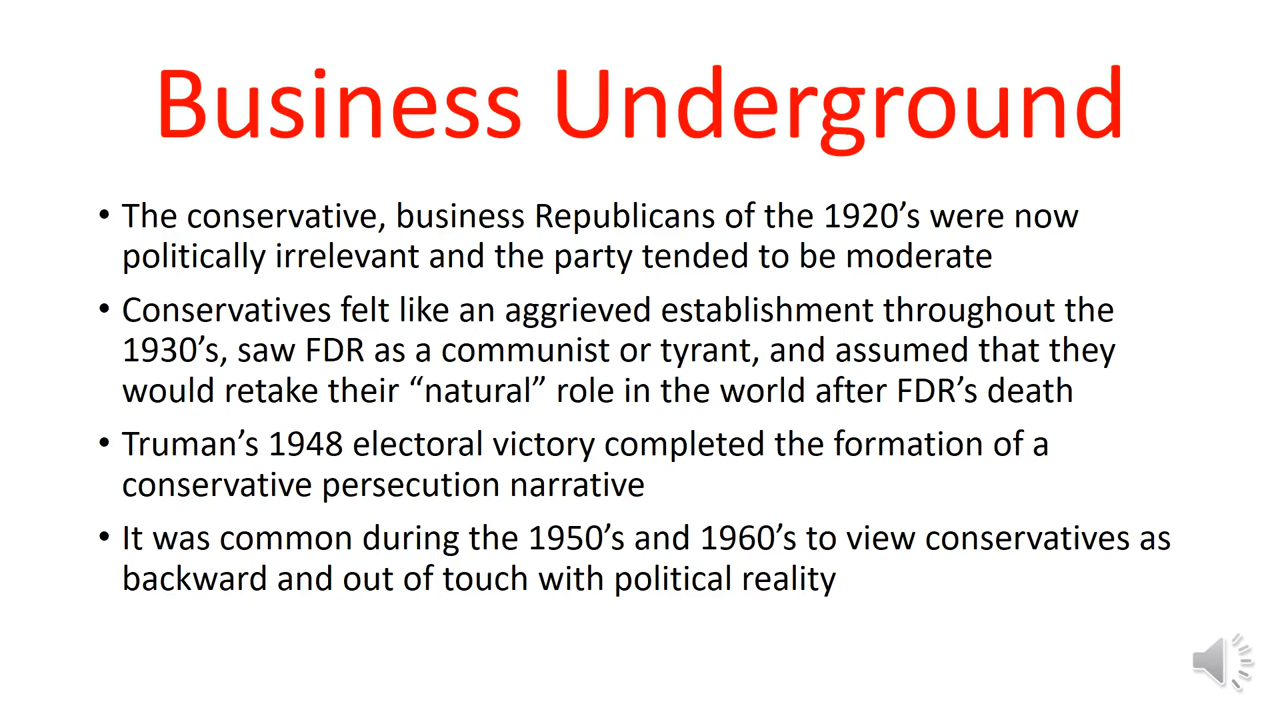 Business Underground
• The conservative, business Republicans of the 1920’s were now
politically irrelevant and the party tended to be moderate
• Conservatives felt like an aggrieved establishment throughout the
1930’s, saw FDR as a communist or tyrant, and assumed that they
would retake their “natural” role in the world after FDR’s death
• Truman’s 1948 electoral victory completed the formation of a
conservative persecution narrative
• It was common during the 1950’s and 1960’s to view conservatives as
backward and out of touch with political reality